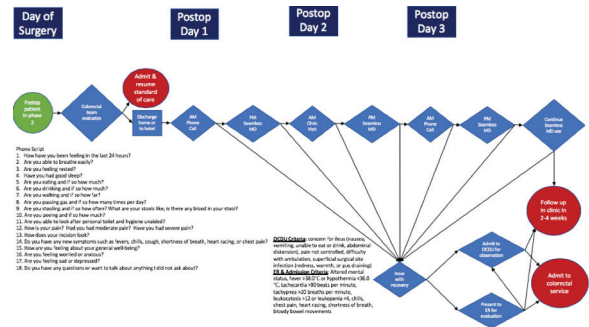 Day of
Surgery
Postop
Day 1
Postop
Day 2
Postop
Day 3
Postop
patient
in phase
2
Colorectal
team
evaluates
Admit &
resume
standard
of care
Discharge
home or
to hotel
AM
Phone
Call
PM
Seamless
MD
AM
Clinic
Visit
PM
Seamless
MD
AM
Phone
Call
PM
Seamless
MD
Continue
Seamless
MD use
Phone Script
1. How have you been feeling in the last 24 hours?
2. Are you able to breathe easily?
3. Are you feeling rested?
4. Have you had good sleep?
5. Are you eating and if so how much?
6. Are you drinking and if so how much?
7. Are you walking and if so how far?
8. Are you passing gas and if so how many times per day?
9. Are you stooling and if so how often? What are your stools like, is there any blood in your stool?
10. Are you peeing and if so how much?
11. Are you able to look after personal toilet and hygiene unaided?
12. How is your pain? Had you had moderate pain? Have you had severe pain?
13. How does your incision look?
14. Do you have any new symptoms such as fevers, chills, cough, shortness of breath, heart racing, or chest pain?
15. How are you feeling about your general well-being?
16. Are you feeling worried or anxious?
17. Are you feeling sad or depressed?
18. Do you have any questions or want to talk about anything I did not ask about?
OCDU Criteria: concern for ileus (nausea,
vomiting, unable to eat or drink, abdominal
distension), pain not controlled, difficulty
with ambulation, superficial surgical site
infection (redness, warmth, or pus draining)
ER & Admission Criteria: Altered mental
status, fever >38.0°C or hypothermia <36.0
°C, tachycardia >90 beats per minute,
tachypnea >20 breaths per minute,
leukocytosis >12 or leukopenia <4, chills,
chest pain, heart racing, shortness of breath,
bloody bowel movements
Issue
with
recovery
Admit to
OCDU for
observation
Present to
ER for
evaluation
Follow up
in clinic in
2-4 weeks
Admit to
colorectal
service